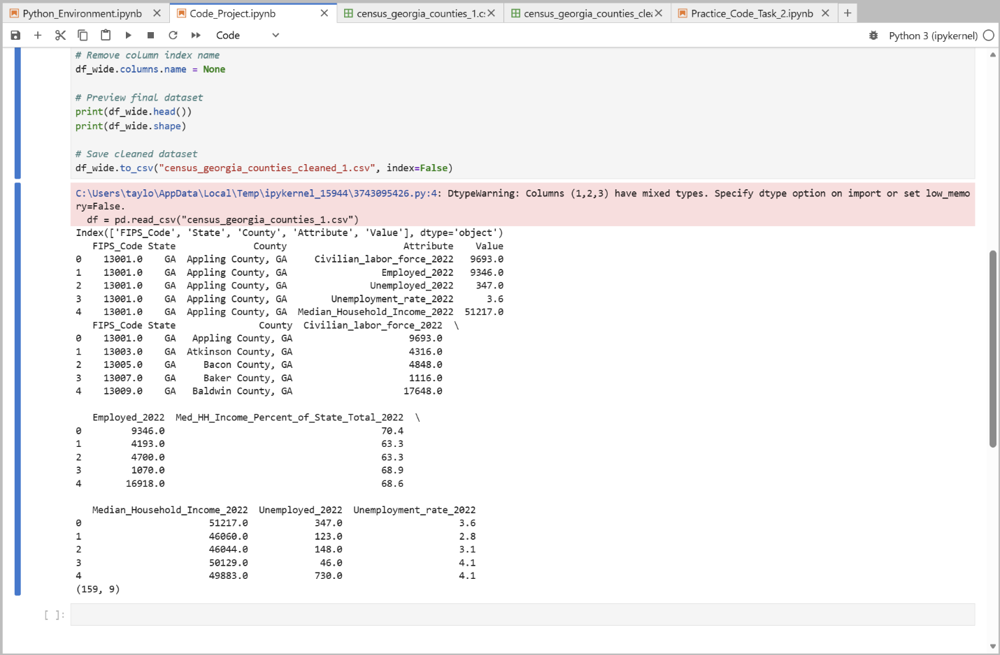 Python_Environment.ipynb
Code_Project.ipynb
census_georgia_counties_1.c
census_georgia_counties_cle
Practice_Code_Task_2.ipynb
Code
Python 3 (ipykernel)
# Remove column index name
df_wide.columns.name = None
# Preview final dataset
print(df_wide.head())
print(df_wide.shape)
# Save cleaned dataset
df_wide.to_csv("census_georgia_counties_cleaned_1.csv", index=False)
C:\Users\taylo\AppData\Local\Temp\ipykernel_15944\3743095426.py:4: DtypeWarning: Columns (1,2,3) have mixed types. Specify dtype option on import or set low_memo
ry=False.
  df = pd.read_csv("census_georgia_counties_1.csv")
Index(['FIPS_Code', 'State', 'County', 'Attribute', 'Value'], dtype='object')
   FIPS_Code State              County                     Attribute    Value
0    13001.0    GA  Appling County, GA     Civilian_labor_force_2022   9693.0
1    13001.0    GA  Appling County, GA                 Employed_2022   9346.0
2    13001.0    GA  Appling County, GA               Unemployed_2022    347.0
3    13001.0    GA  Appling County, GA        Unemployment_rate_2022      3.6
4    13001.0    GA  Appling County, GA  Median_Household_Income_2022  51217.0
   FIPS_Code State               County  Civilian_labor_force_2022  \
0    13001.0    GA   Appling County, GA                     9693.0
1    13003.0    GA  Atkinson County, GA                     4316.0
2    13005.0    GA     Bacon County, GA                     4848.0
3    13007.0    GA     Baker County, GA                     1116.0
4    13009.0    GA   Baldwin County, GA                    17648.0
   Employed_2022  Med_HH_Income_Percent_of_State_Total_2022  \
0         9346.0                                       70.4
1         4193.0                                       63.3
2         4700.0                                       63.3
3         1070.0                                       68.9
4        16918.0                                       68.6
   Median_Household_Income_2022  Unemployed_2022  Unemployment_rate_2022
0                       51217.0            347.0                     3.6
1                       46060.0            123.0                     2.8
2                       46044.0            148.0                     3.1
3                       50129.0             46.0                     4.1
4                       49883.0            730.0                     4.1
(159, 9)
[ ]: